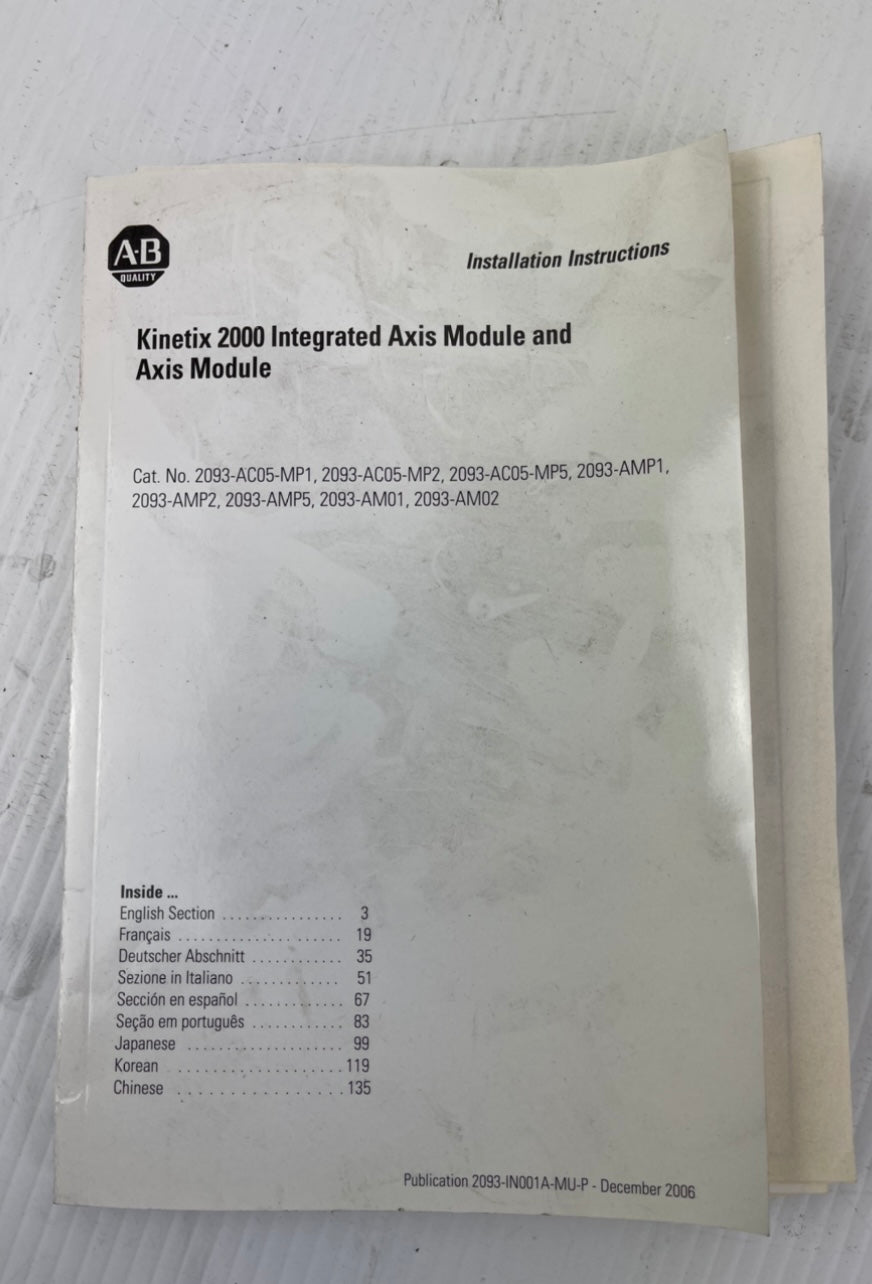 A·B
QUALITY
Installation Instructions
Kinetix 2000 Integrated Axis Module and
Axis Module
Cat. No. 2093-AC05-MP1, 2093-AC05-MP2, 2093-AC05-MP5, 2093-AMP1,
2093-AMP2, 2093-AMP5, 2093-AM01, 2093-AM02
Inside ...
English Section . . . . . . . . . . . . . . . . 3
Français . . . . . . . . . . . . . . . . . . . . . 19
Deutscher Abschnitt . . . . . . . . . . . . 35
Sezione in Italiano . . . . . . . . . . . . . 51
Sección en español . . . . . . . . . . . . . 67
Seção em português . . . . . . . . . . . . 83
Japanese . . . . . . . . . . . . . . . . . . . . 99
Korean . . . . . . . . . . . . . . . . . . . . . 119
Chinese . . . . . . . . . . . . . . . . . 135
Publication 2093-IN001A-MU-P - December 2006